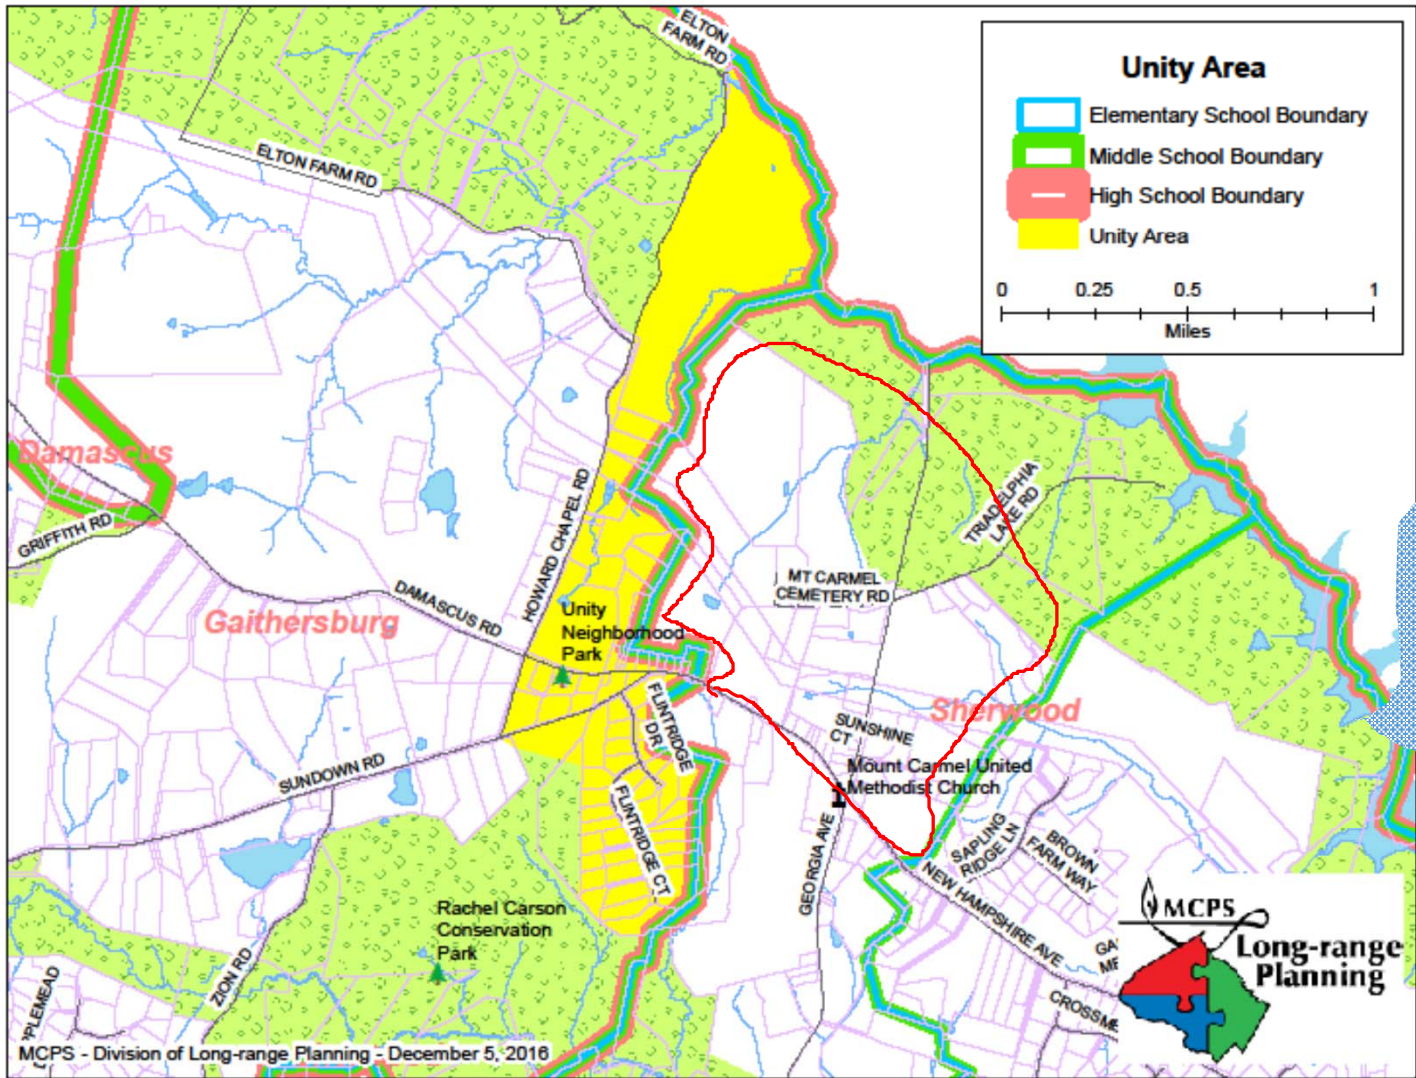 ELTON
FARM RD
Unity Area
Elementary School Boundary
Middle School Boundary
High School Boundary
Unity Area
0 0.25 0.5 1
Miles
ELTON FARM RD
Damascus
GRIFFITH RD
HOWARD CHAPEL RD
TRIADELPHIA
LAKE RD
MT CARMEL
CEMETERY RD
DAMASCUS RD
Gaithersburg
Unity
Neighborhood
Park
FLINTRIDGE
DR
Sherwood
SUNSHINE
CT
SUNDOWN RD
Mount Carmel United
Methodist Church
FLINTRIDGE CT
GEORGIA AVE
SAPLING
RIDGE LN
BROWN
FARM WAY
NEW HAMPSHIRE AVE
Rachel Carson
Conservation
Park
ZION RD
MCPS
Long-range
Planning
MCPS - Division of Long-range Planning - December 5, 2016